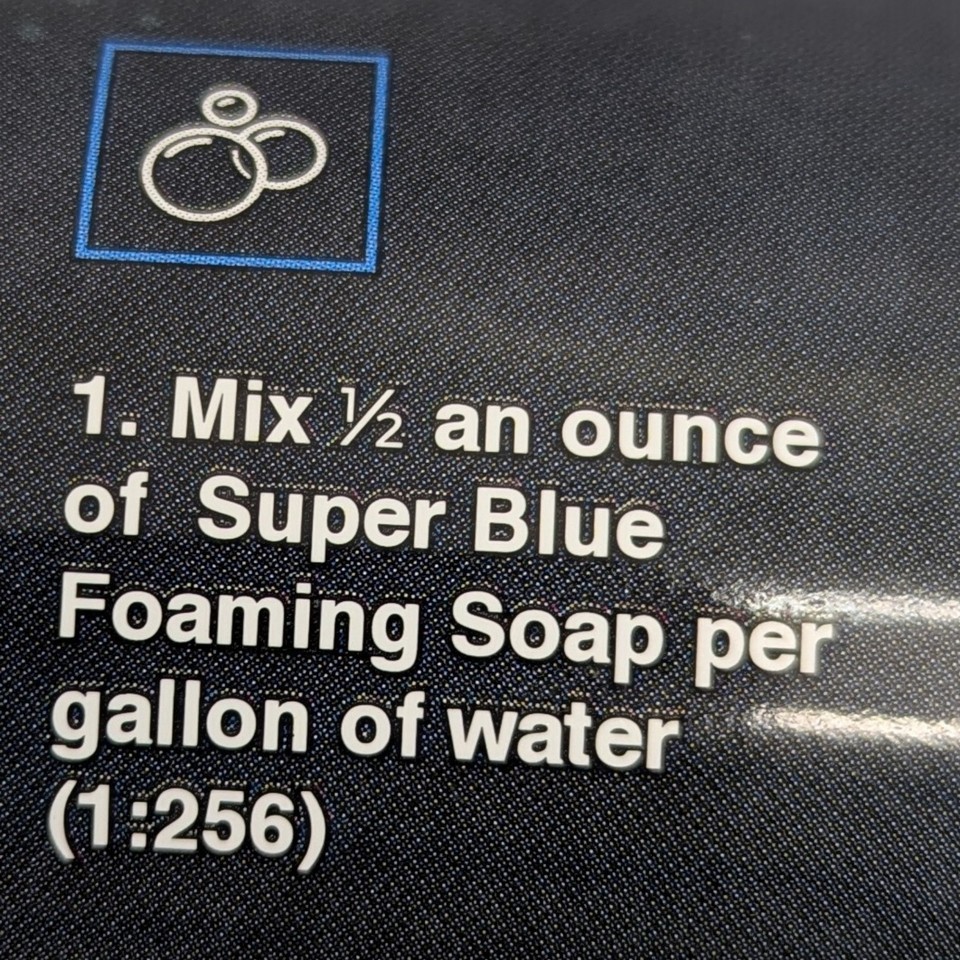 1. Mix ½ an ounce
of Super Blue
Foaming Soap per
gallon of water
(1:256)